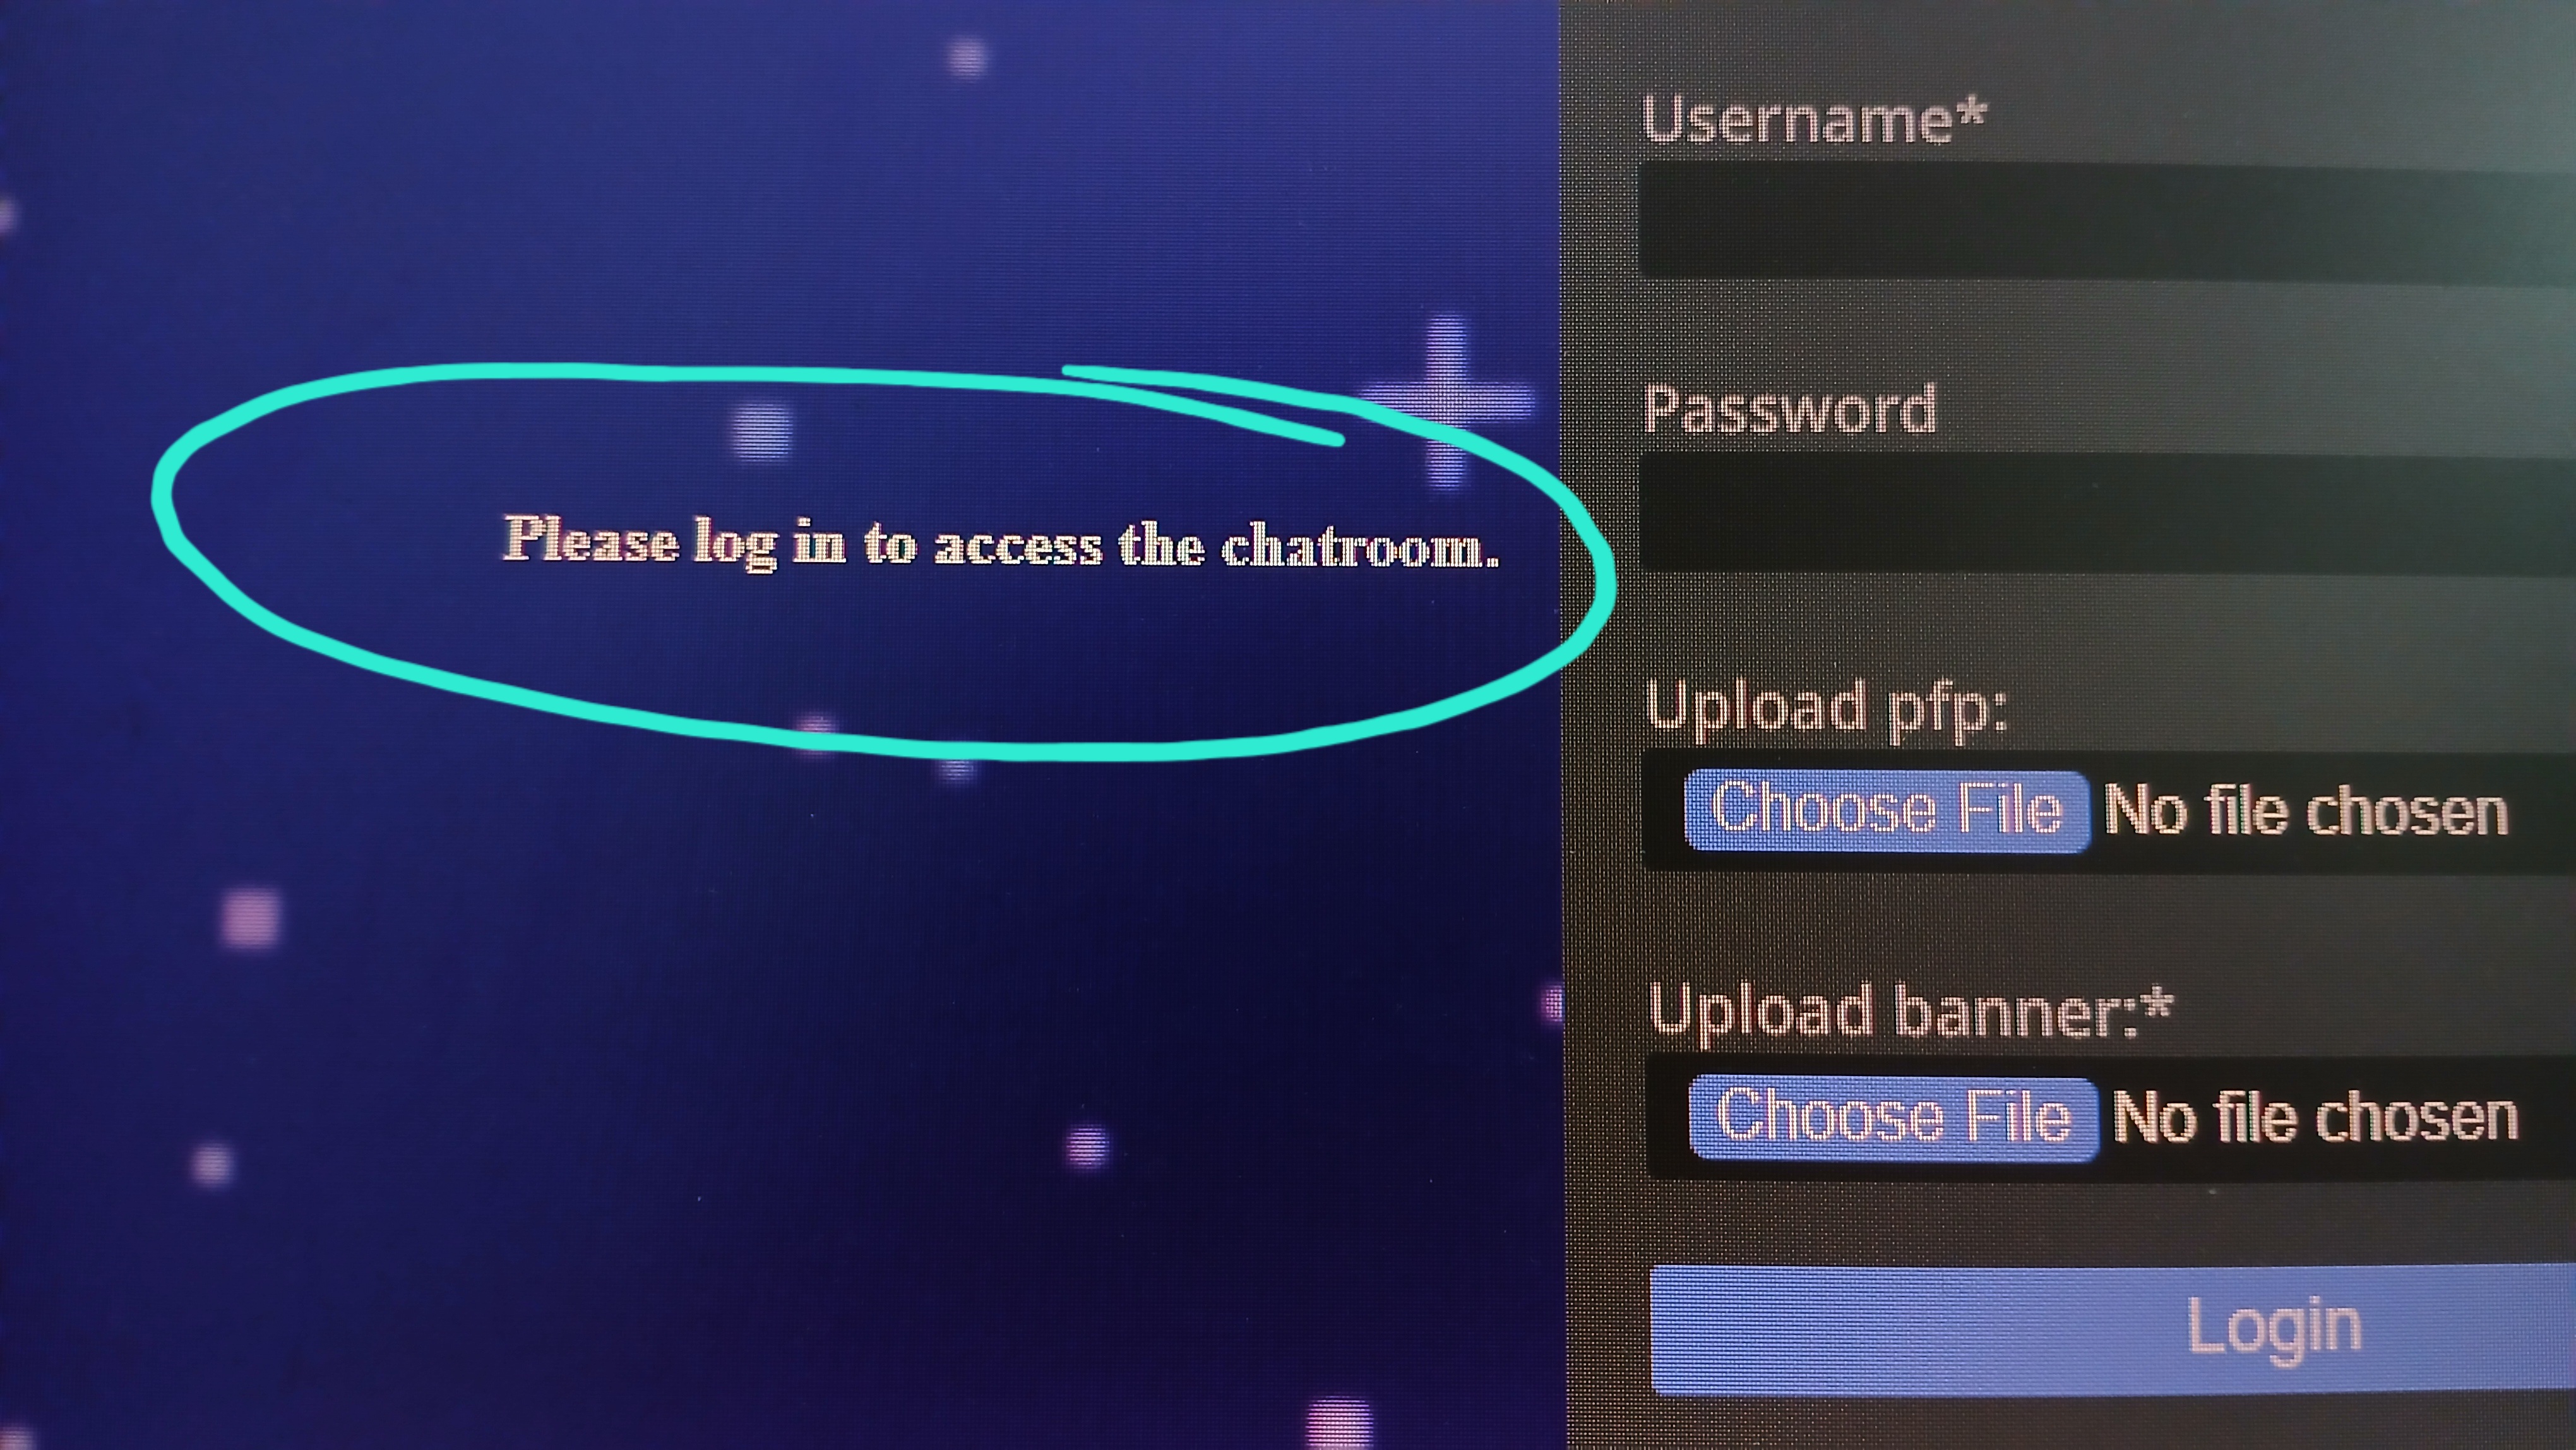 Please log in to access the chatroom.
Username*
Password
Upload pfp:
Choose File No file chosen
Upload banner:*
Choose File No file chosen
Login